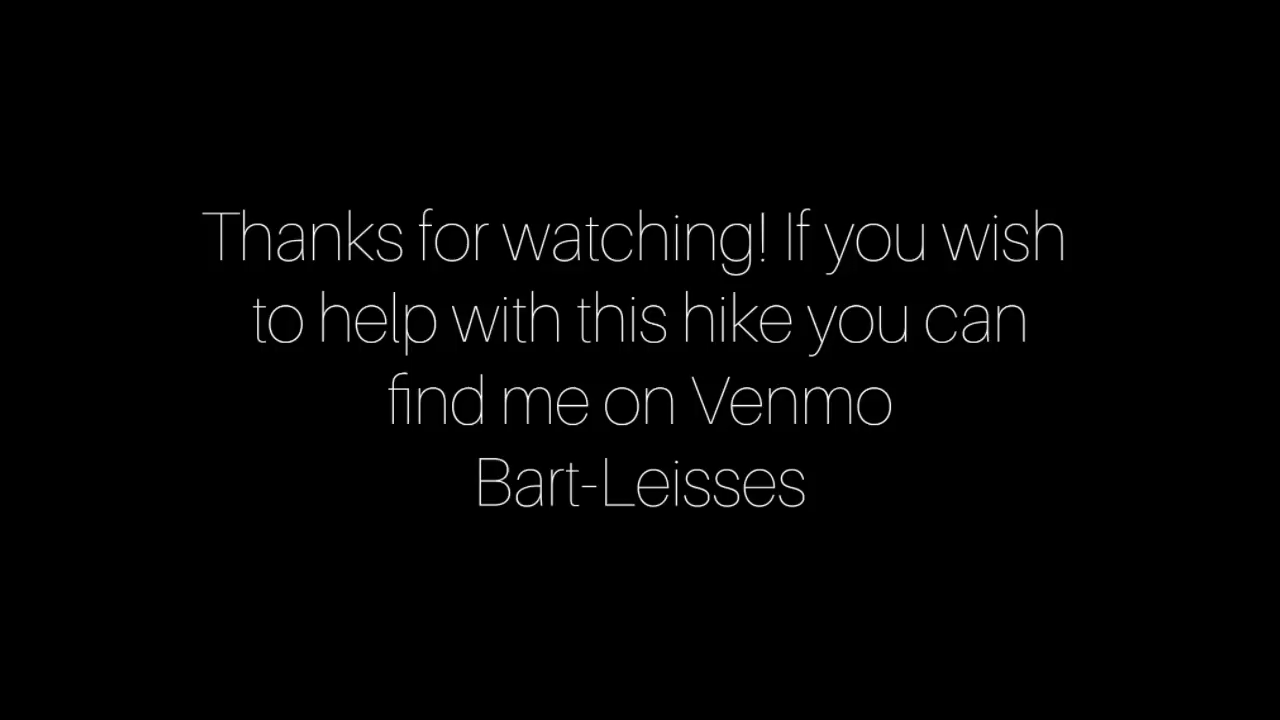 Thanks for watching! If you wish
to help with this hike you can
find me on Venmo
Bart-Leisses